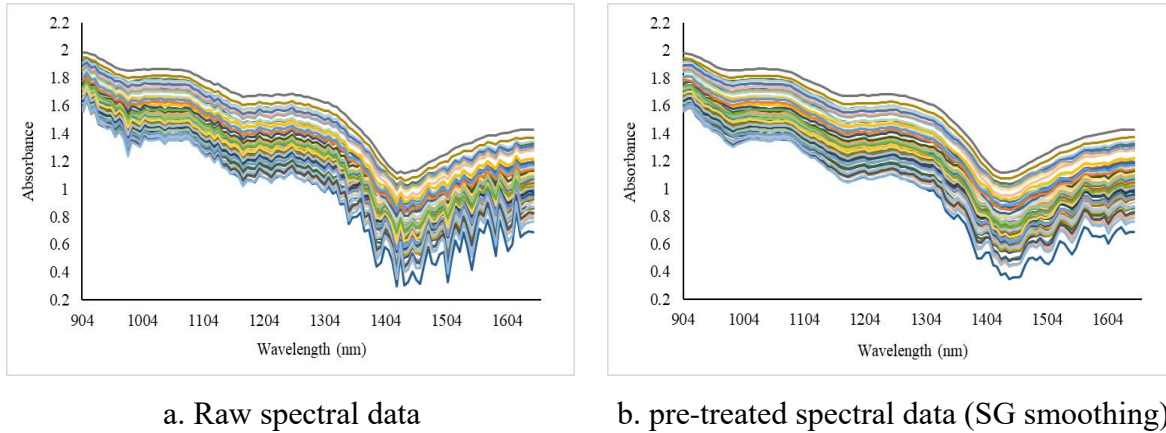 2.2
2
1.8
1.6
1.4
1.2
1
0.8
0.6
0.4
0.2
Absorbance
904 1004 1104 1204 1304 1404 1504 1604
Wavelength (nm)
a. Raw spectral data
2.2
2
1.8
1.6
1.4
1.2
1
0.8
0.6
0.4
0.2
Absorbance
904 1004 1104 1204 1304 1404 1504 1604
Wavelength (nm)
b. pre-treated spectral data (SG smoothing)